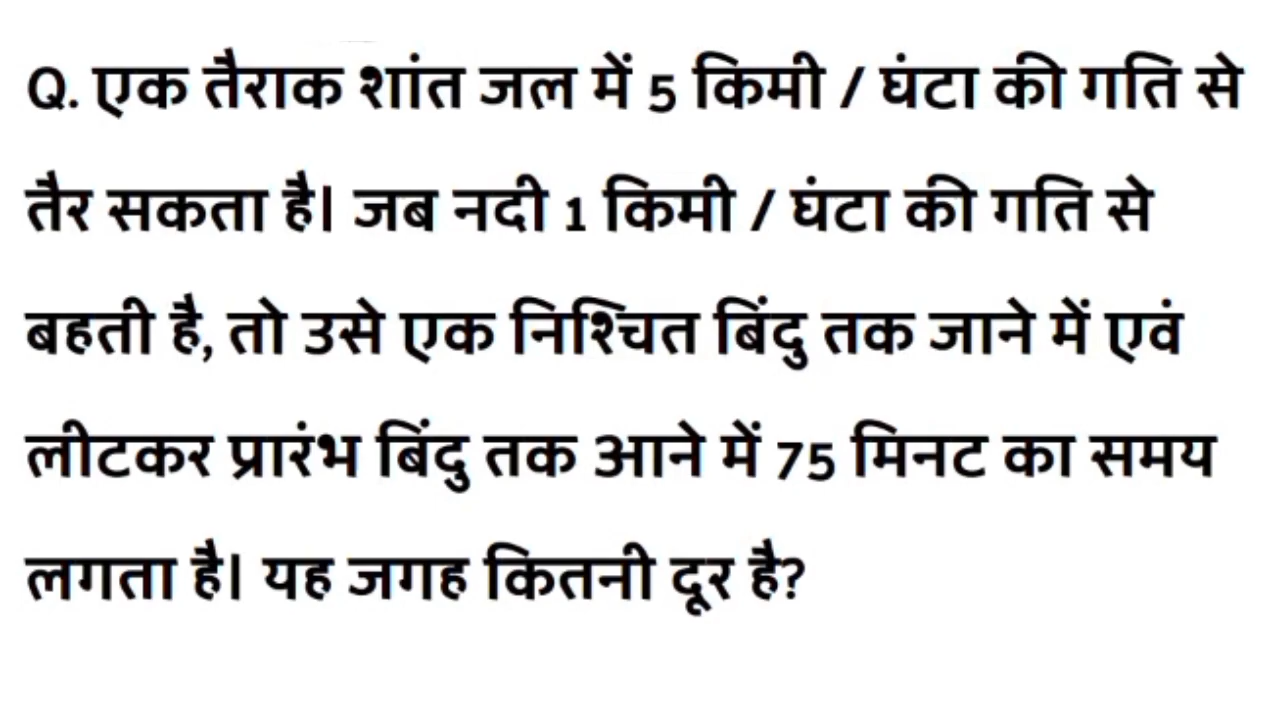 Q. एक तैराक शांत जल में 5 किमी / घंटा की गति से
तैर सकता है। जब नदी 1 किमी / घंटा की गति से
बहती है, तो उसे एक निश्चित बिंदु तक जाने में एवं
लीटकर प्रारंभ बिंदु तक आने में 75 मिनट का समय
लगता है। यह जगह कितनी दूर है?